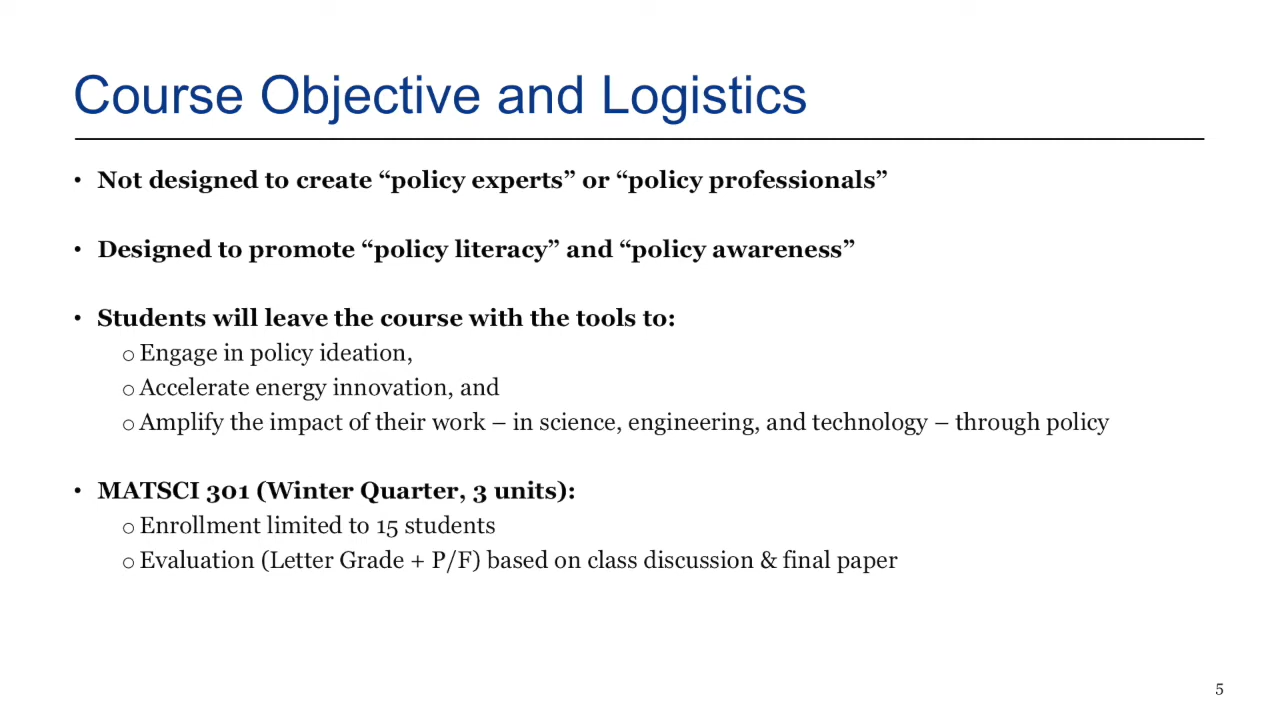 Course Objective and Logistics
• Not designed to create “policy experts” or “policy professionals”
• Designed to promote “policy literacy” and “policy awareness”
• Students will leave the course with the tools to:
o Engage in policy ideation,
o Accelerate energy innovation, and
o Amplify the impact of their work – in science, engineering, and technology – through policy
• MATSCI 301 (Winter Quarter, 3 units):
o Enrollment limited to 15 students
o Evaluation (Letter Grade + P/F) based on class discussion & final paper
5